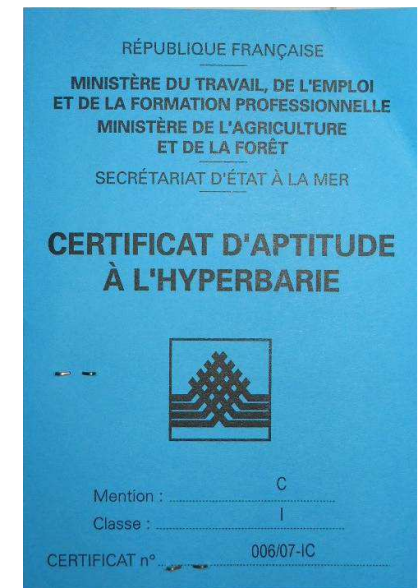 RÉPUBLIQUE FRANÇAISE
MINISTÈRE DU TRAVAIL, DE L'EMPLOI
ET DE LA FORMATION PROFESSIONNELLE
MINISTÈRE DE L'AGRICULTURE
ET DE LA FORÊT
SECRÉTARIAT D'ÉTAT À LA MER
CERTIFICAT D'APTITUDE
À L'HYPERBARIE
Mention : C
Classe : I
CERTIFICAT n° 006/07-IC